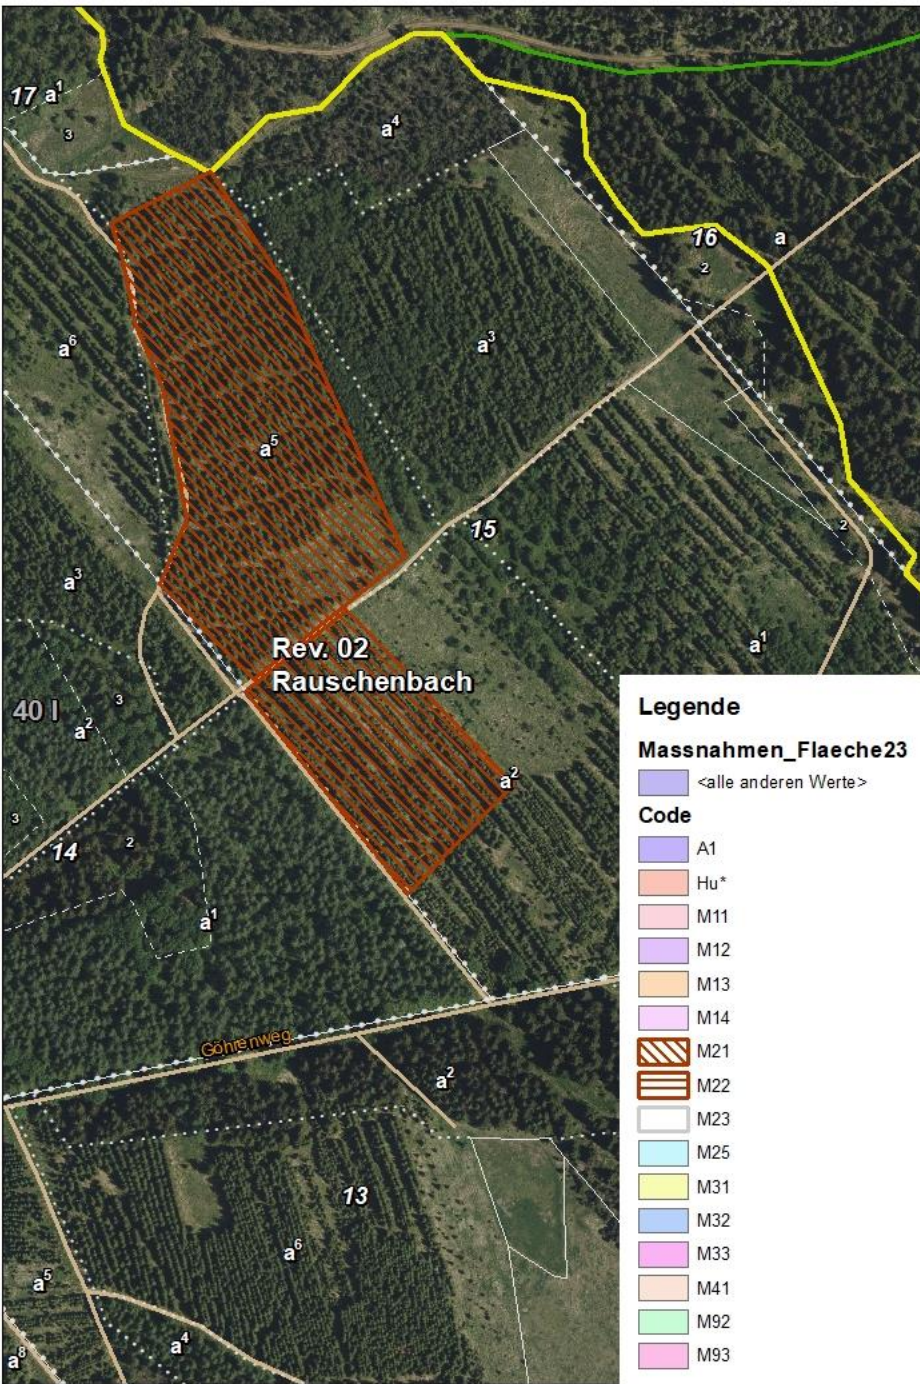 17 a1
3
a4
16
a
2
a3
a6
a5
15
2
a3
a1
Rev. 02
Rauschenbach
3
40 I
a2
a2
3
14
2
a1
Göhrenweg
a2
13
a6
a5
a4
a8
Legende
Massnahmen_Flaeche23
<alle anderen Werte>
Code
A1
Hu*
M11
M12
M13
M14
M21
M22
M23
M25
M31
M32
M33
M41
M92
M93